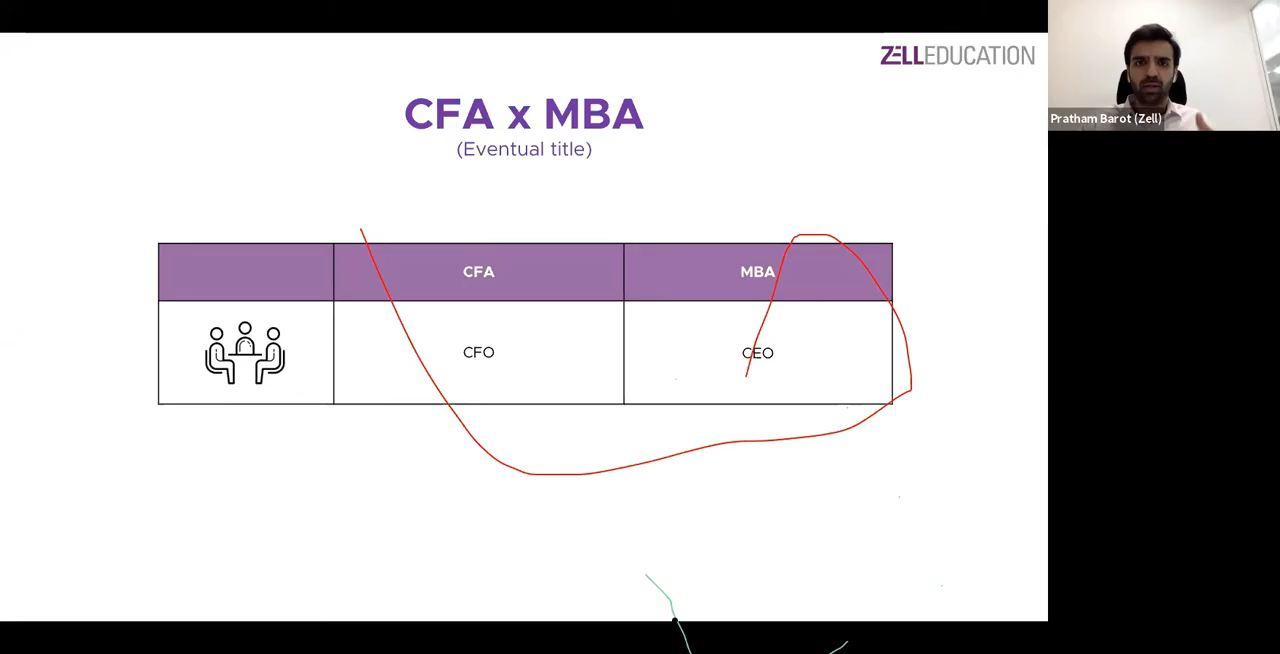 ZELLEDUCATION
Pratham Barot (Zell)
CFA x MBA
(Eventual title)
CFA MBA
CFO CEO